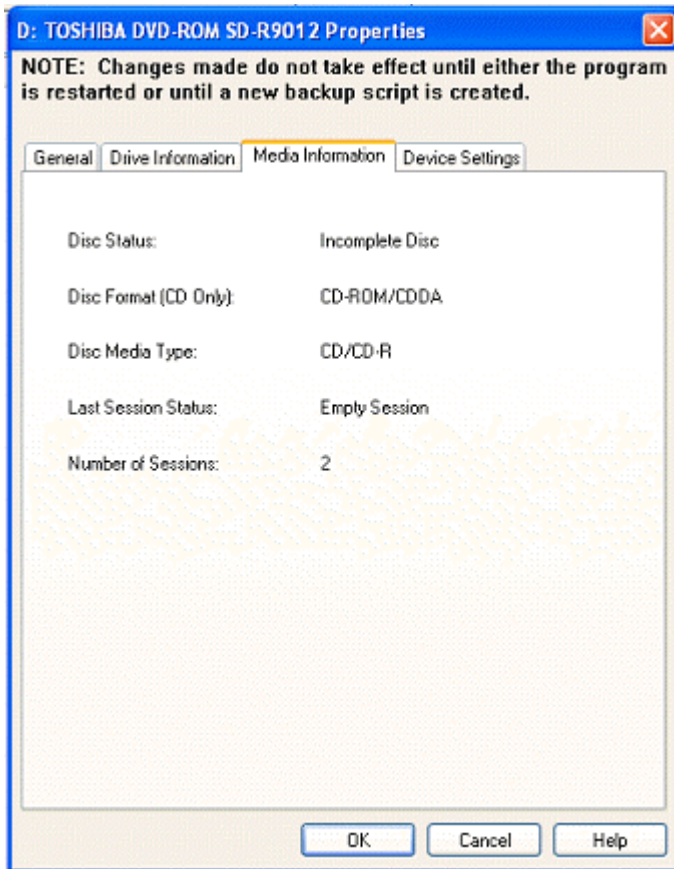 D: TOSHIBA DVD-ROM SD-R9012 Properties
NOTE: Changes made do not take effect until either the program
is restarted or until a new backup script is created.
General Drive Information Media Information Device Settings
Disc Status: Incomplete Disc
Disc Format (CD Only): CD-ROM/CDDA
Disc Media Type: CD/CD-R
Last Session Status: Empty Session
Number of Sessions: 2
OK Cancel Help